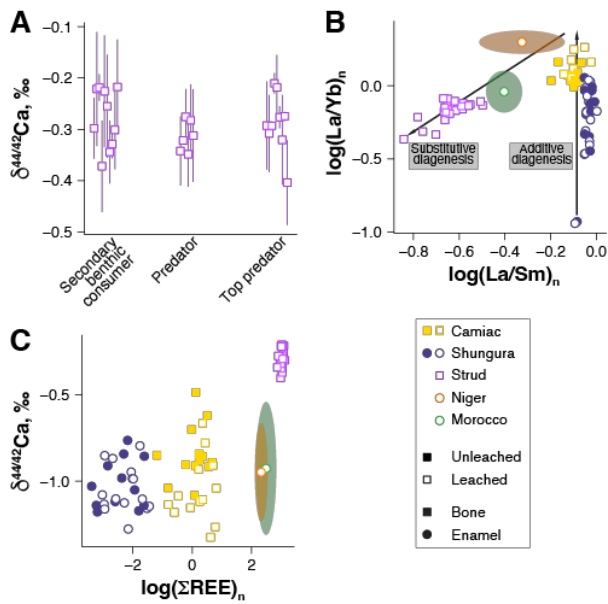 A
δ44/42Ca, ‰
−0.1
−0.2
−0.3
−0.4
−0.5
Secondary
benthic
consumer
Predator
Top predator
B
log(La/Yb)n
0.0
−0.5
−1.0
Substitutive
diagenesis
Additive
diagenesis
−0.8
−0.6
−0.4
−0.2
0.0
log(La/Sm)n
C
δ44/42Ca, ‰
−0.5
−1.0
−2
0
2
log(ΣREE)n
Camiac
Shungura
Strud
Niger
Morocco
Unleached
Leached
Bone
Enamel